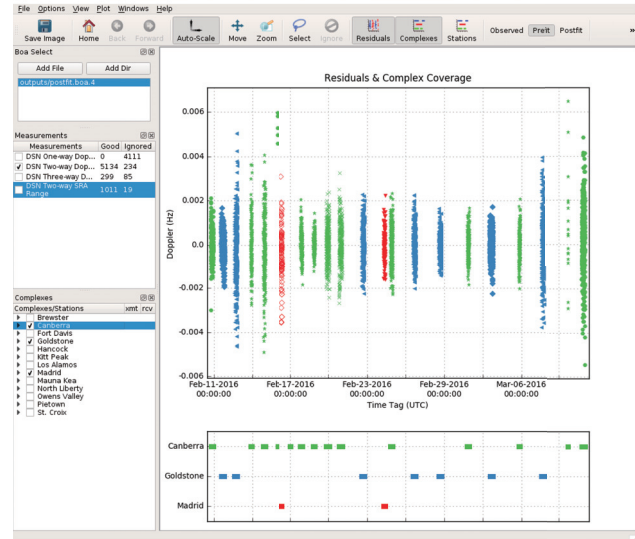 File Options View Plot Windows Help
Save Image Home Back Forward Auto-Scale Move Zoom Select Ignore Residuals Complexes Stations Observed Prefit Postfit »
Boa Select
Add File Add Dir
outputs/postfit.boa.4
Measurements
Measurements Good Ignored
DSN One-way Dop... 0 4111
DSN Two-way Dop... 5134 234
DSN Three-way D... 299 85
DSN Two-way SRA Range 1011 19
Complexes
Complexes/Stations xmt rcv
Brewster
Canberra
Fort Davis
Goldstone
Hancock
Kitt Peak
Los Alamos
Madrid
Mauna Kea
North Liberty
Owens Valley
Pietown
St. Croix
Residuals & Complex Coverage
0.006
0.004
0.002
0.0
-0.002
-0.004
-0.006
Doppler (Hz)
Feb-11-2016 Feb-17-2016 Feb-23-2016 Feb-29-2016 Mar-06-2016
00:00:00 00:00:00 00:00:00 00:00:00 00:00:00
Time Tag (UTC)
Canberra
Goldstone
Madrid